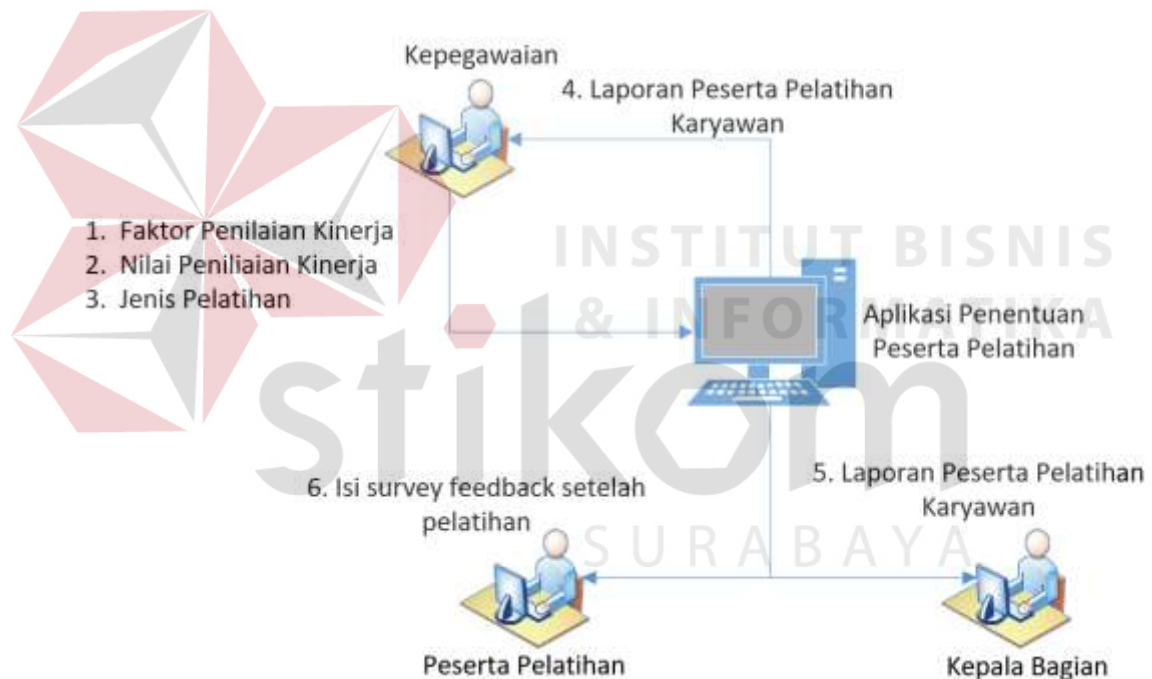 Kepegawaian
4. Laporan Peserta Pelatihan
Karyawan
1. Faktor Penilaian Kinerja
2. Nilai Peniliaian Kinerja
3. Jenis Pelatihan
INSTITUT BISNIS
& INFORMATIKA
stikom
SURABAYA
Aplikasi Penentuan
Peserta Pelatihan
6. Isi survey feedback setelah
pelatihan
5. Laporan Peserta Pelatihan
Karyawan
Peserta Pelatihan
Kepala Bagian